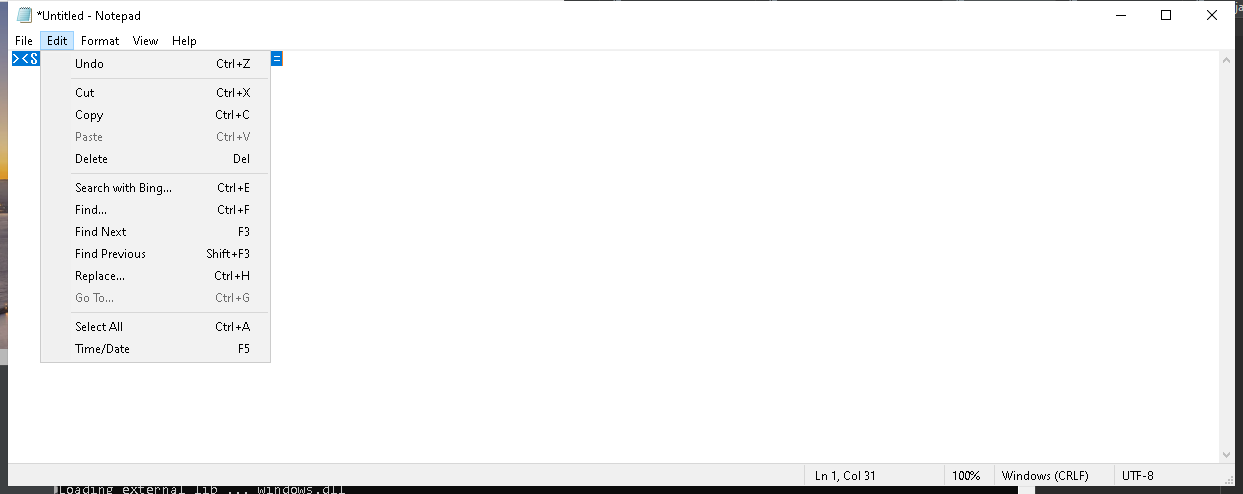 *Untitled - Notepad
File Edit Format View Help
><S =
Undo Ctrl+Z
Cut Ctrl+X
Copy Ctrl+C
Paste Ctrl+V
Delete Del
Search with Bing... Ctrl+E
Find... Ctrl+F
Find Next F3
Find Previous Shift+F3
Replace... Ctrl+H
Go To... Ctrl+G
Select All Ctrl+A
Time/Date F5
Ln 1, Col 31 100% Windows (CRLF) UTF-8
Loading external lib ... windows.dll